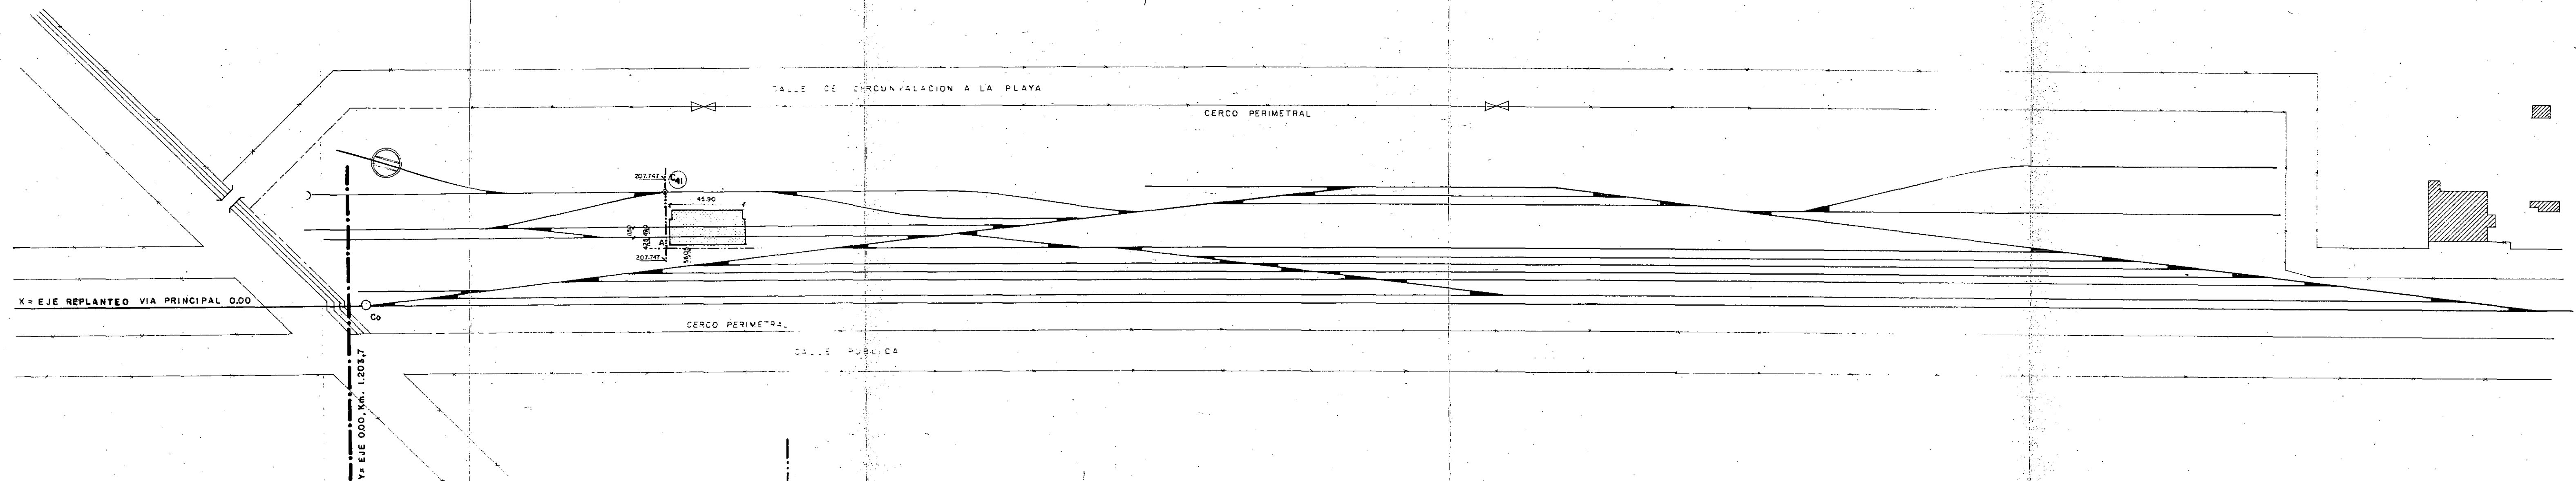 CALLE DE CIRCUNVALACION A LA PLAYA
CERCO PERIMETRAL
207.747
C41
45.90
A
207.747
X = EJE REPLANTEO VIA PRINCIPAL 0.00
Co
CERCO PERIMETRAL
CALLE PUBLICA
Y= EJE 0.00, Km. 1.203,7